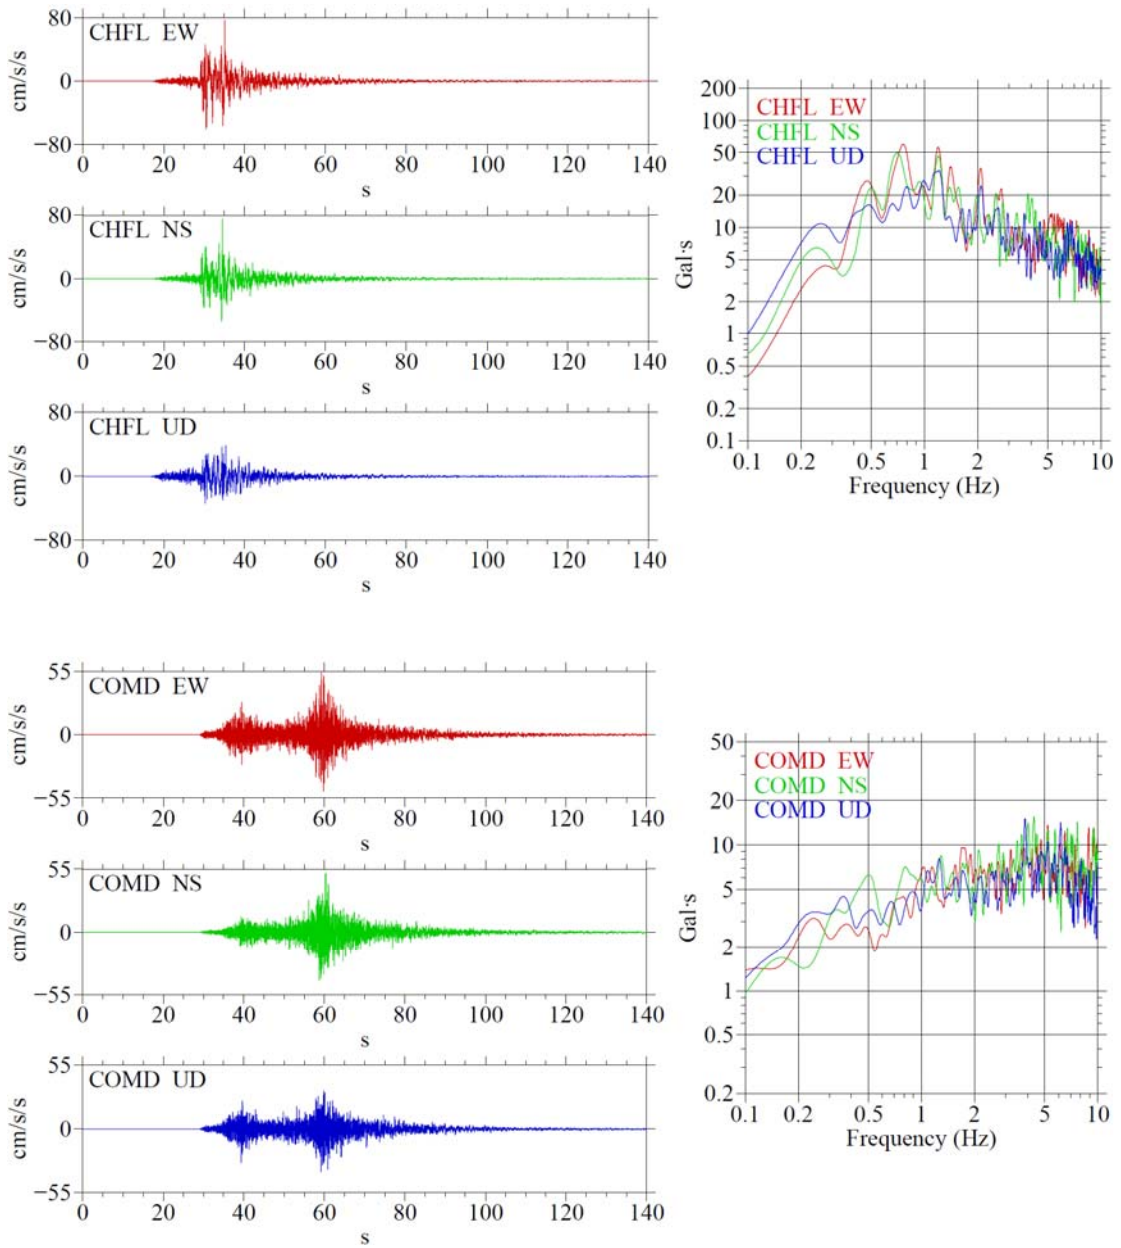 80
CHFL EW
cm/s/s
0
−80
0 20 40 60 80 100 120 140
s
80
CHFL NS
cm/s/s
0
−80
0 20 40 60 80 100 120 140
s
80
CHFL UD
cm/s/s
0
−80
0 20 40 60 80 100 120 140
s
200
CHFL EW
100
CHFL NS
CHFL UD
50
20
10
Gal·s
5
2
1
0.5
0.2
0.1
0.1 0.2 0.5 1 2 5 10
Frequency (Hz)
55
COMD EW
cm/s/s
0
−55
0 20 40 60 80 100 120 140
s
55
COMD NS
cm/s/s
0
−55
0 20 40 60 80 100 120 140
s
55
COMD UD
cm/s/s
0
−55
0 20 40 60 80 100 120 140
s
50
COMD EW
COMD NS
20
COMD UD
10
5
Gal·s
2
1
0.5
0.2
0.1 0.2 0.5 1 2 5 10
Frequency (Hz)